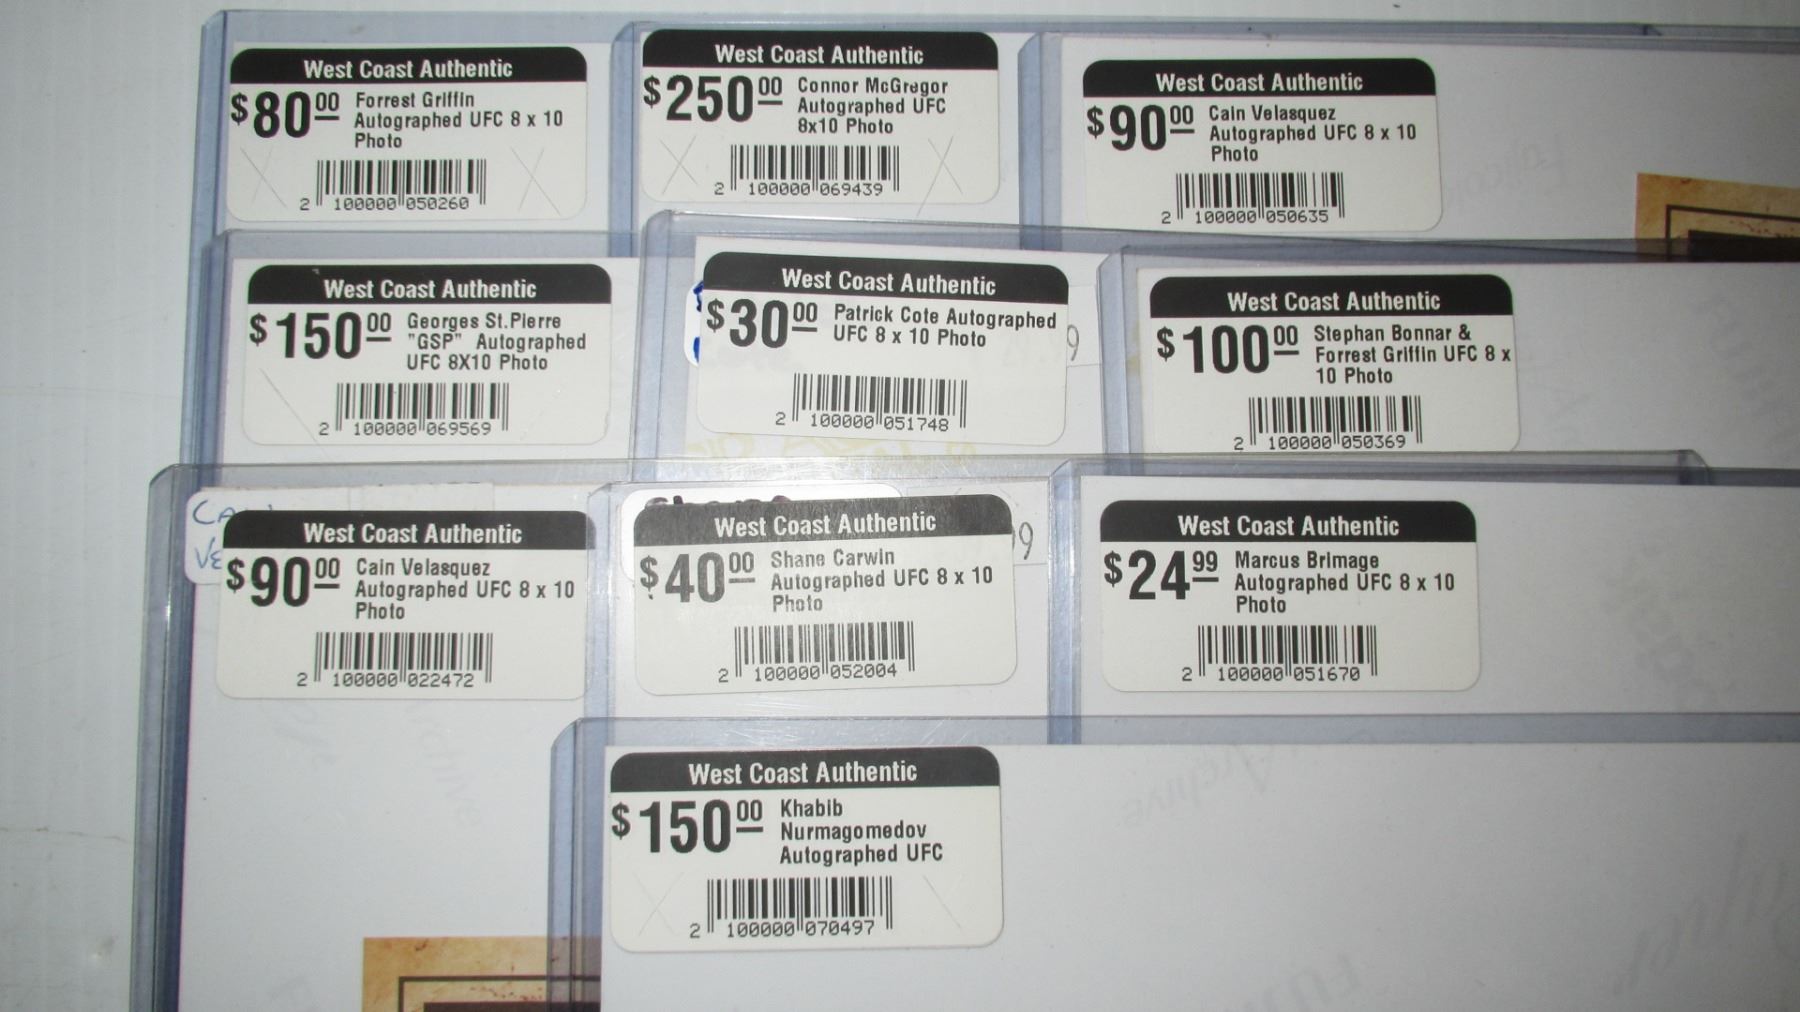 West Coast Authentic
$80.00 Forrest Griffin
Autographed UFC 8 x 10
Photo
2 100000 050260
West Coast Authentic
$250.00 Connor McGregor
Autographed UFC
8x10 Photo
2 100000 069439
West Coast Authentic
$90.00 Cain Velasquez
Autographed UFC 8 x 10
Photo
2 100000 050635
West Coast Authentic
$150.00 Georges St.Pierre
"GSP" Autographed
UFC 8X10 Photo
2 100000 069569
West Coast Authentic
$30.00 Patrick Cote Autographed
UFC 8 x 10 Photo
2 100000 051748
9
West Coast Authentic
$100.00 Stephan Bonnar &
Forrest Griffin UFC 8 x
10 Photo
2 100000 050369
West Coast Authentic
$90.00 Cain Velasquez
Autographed UFC 8 x 10
Photo
2 100000 022472
West Coast Authentic
$40.00 Shane Carwin
Autographed UFC 8 x 10
Photo
2 100000 052004
99
West Coast Authentic
$24.99 Marcus Brimage
Autographed UFC 8 x 10
Photo
2 100000 051670
West Coast Authentic
$150.00 Khabib
Nurmagomedov
Autographed UFC
2 100000 070497